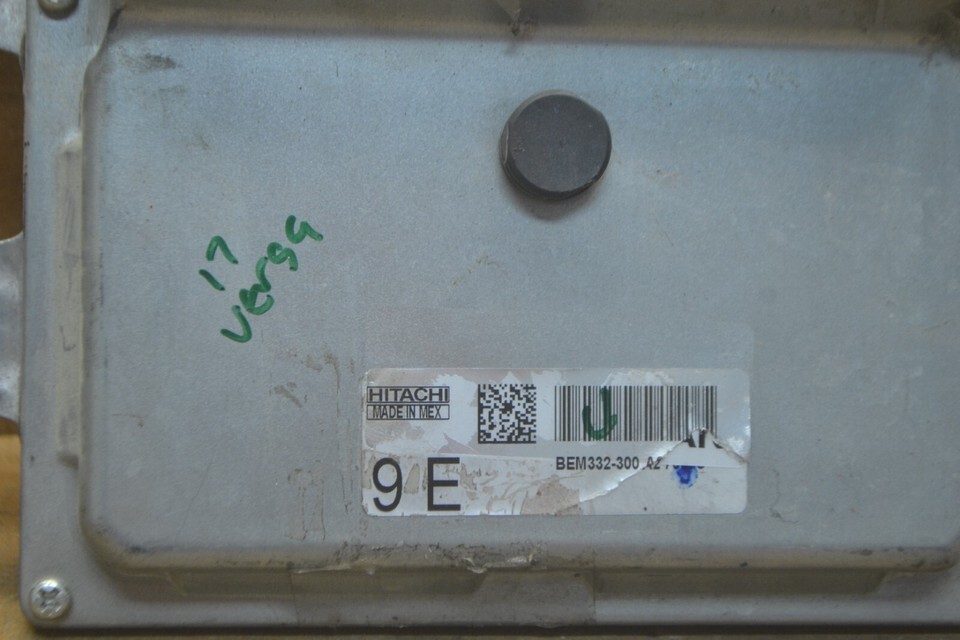 17
versa
HITACHI
MADE IN MEX
U
BEM332-300
9 E